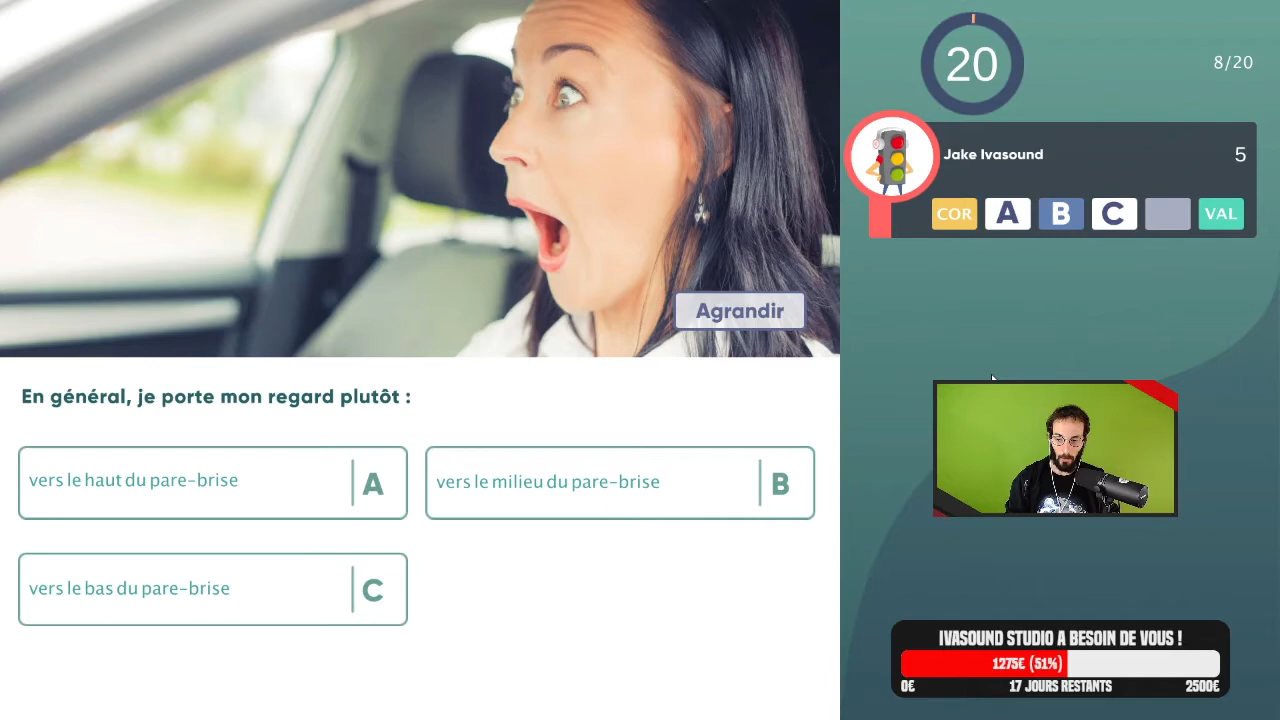 20
8/20
Jake Ivasound
5
COR
A
B
C
VAL
Agrandir
En général, je porte mon regard plutôt :
vers le haut du pare-brise
A
vers le milieu du pare-brise
B
vers le bas du pare-brise
C
IVASOUND STUDIO A BESOIN DE VOUS !
1275€ (51%)
0€
17 JOURS RESTANTS
2500€